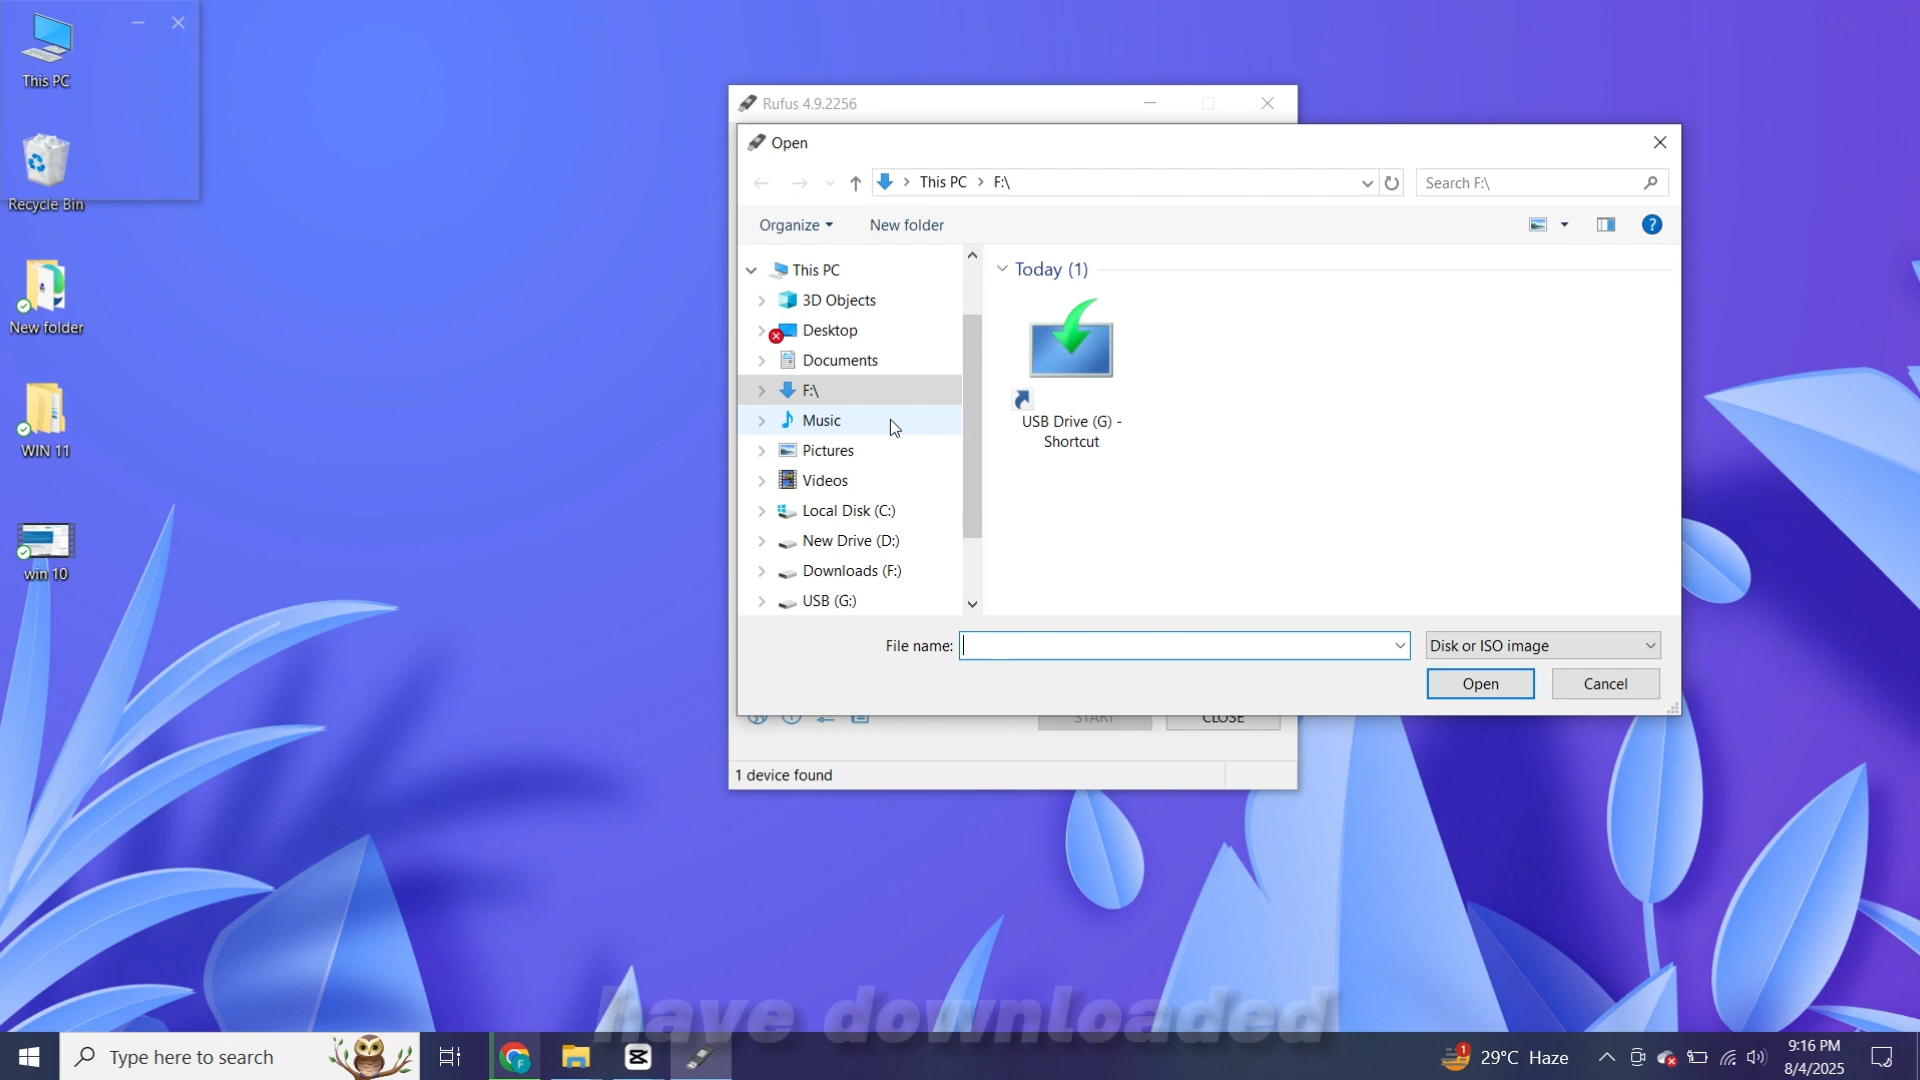 This PC
Recycle Bin
New folder
WIN 11
win 10
Rufus 4.9.2256
Open
This PC > F:\
Search F:\
Organize
New folder
?
This PC
3D Objects
Desktop
Documents
F:\
Music
Pictures
Videos
Local Disk (C:)
New Drive (D:)
Downloads (F:)
USB (G:)
Today (1)
USB Drive (G) -
Shortcut
File name:
Disk or ISO image
Open
Cancel
START
CLOSE
1 device found
have downloaded
Type here to search
F
1
29°C Haze
9:16 PM
8/4/2025